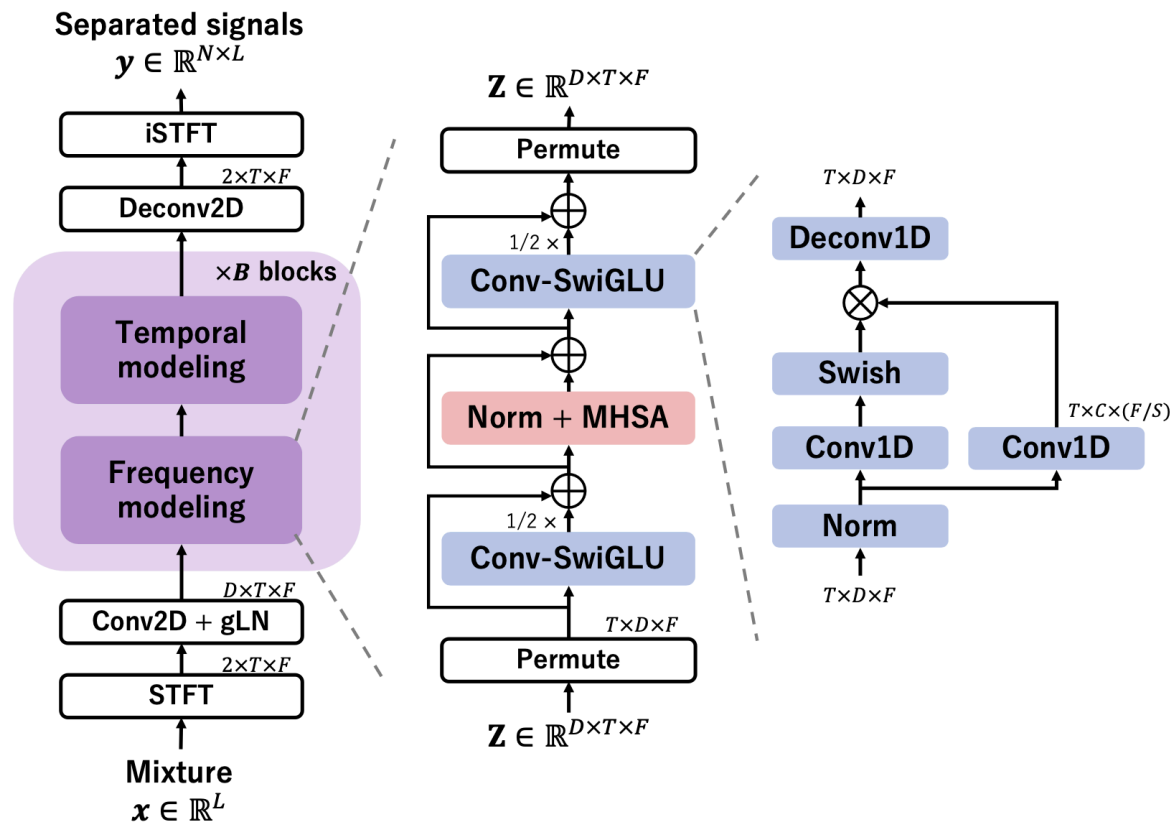 Separated signals
𝒚 ∈ ℝ^{N×L}
iSTFT
2×T×F
Deconv2D
×B blocks
Temporal
modeling
Frequency
modeling
D×T×F
Conv2D + gLN
2×T×F
STFT
Mixture
𝒙 ∈ ℝ^L
𝐙 ∈ ℝ^{D×T×F}
Permute
1/2 ×
Conv-SwiGLU
Norm + MHSA
1/2 ×
Conv-SwiGLU
T×D×F
Permute
𝐙 ∈ ℝ^{D×T×F}
T×D×F
Deconv1D
Swish
T×C×(F/S)
Conv1D
Conv1D
Norm
T×D×F